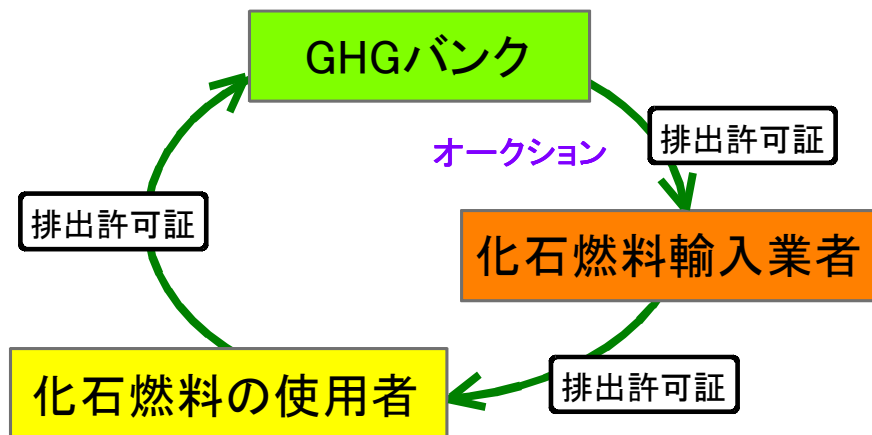 GHGバンク
排出許可証
オークション
化石燃料輸入業者
排出許可証
化石燃料の使用者
排出許可証